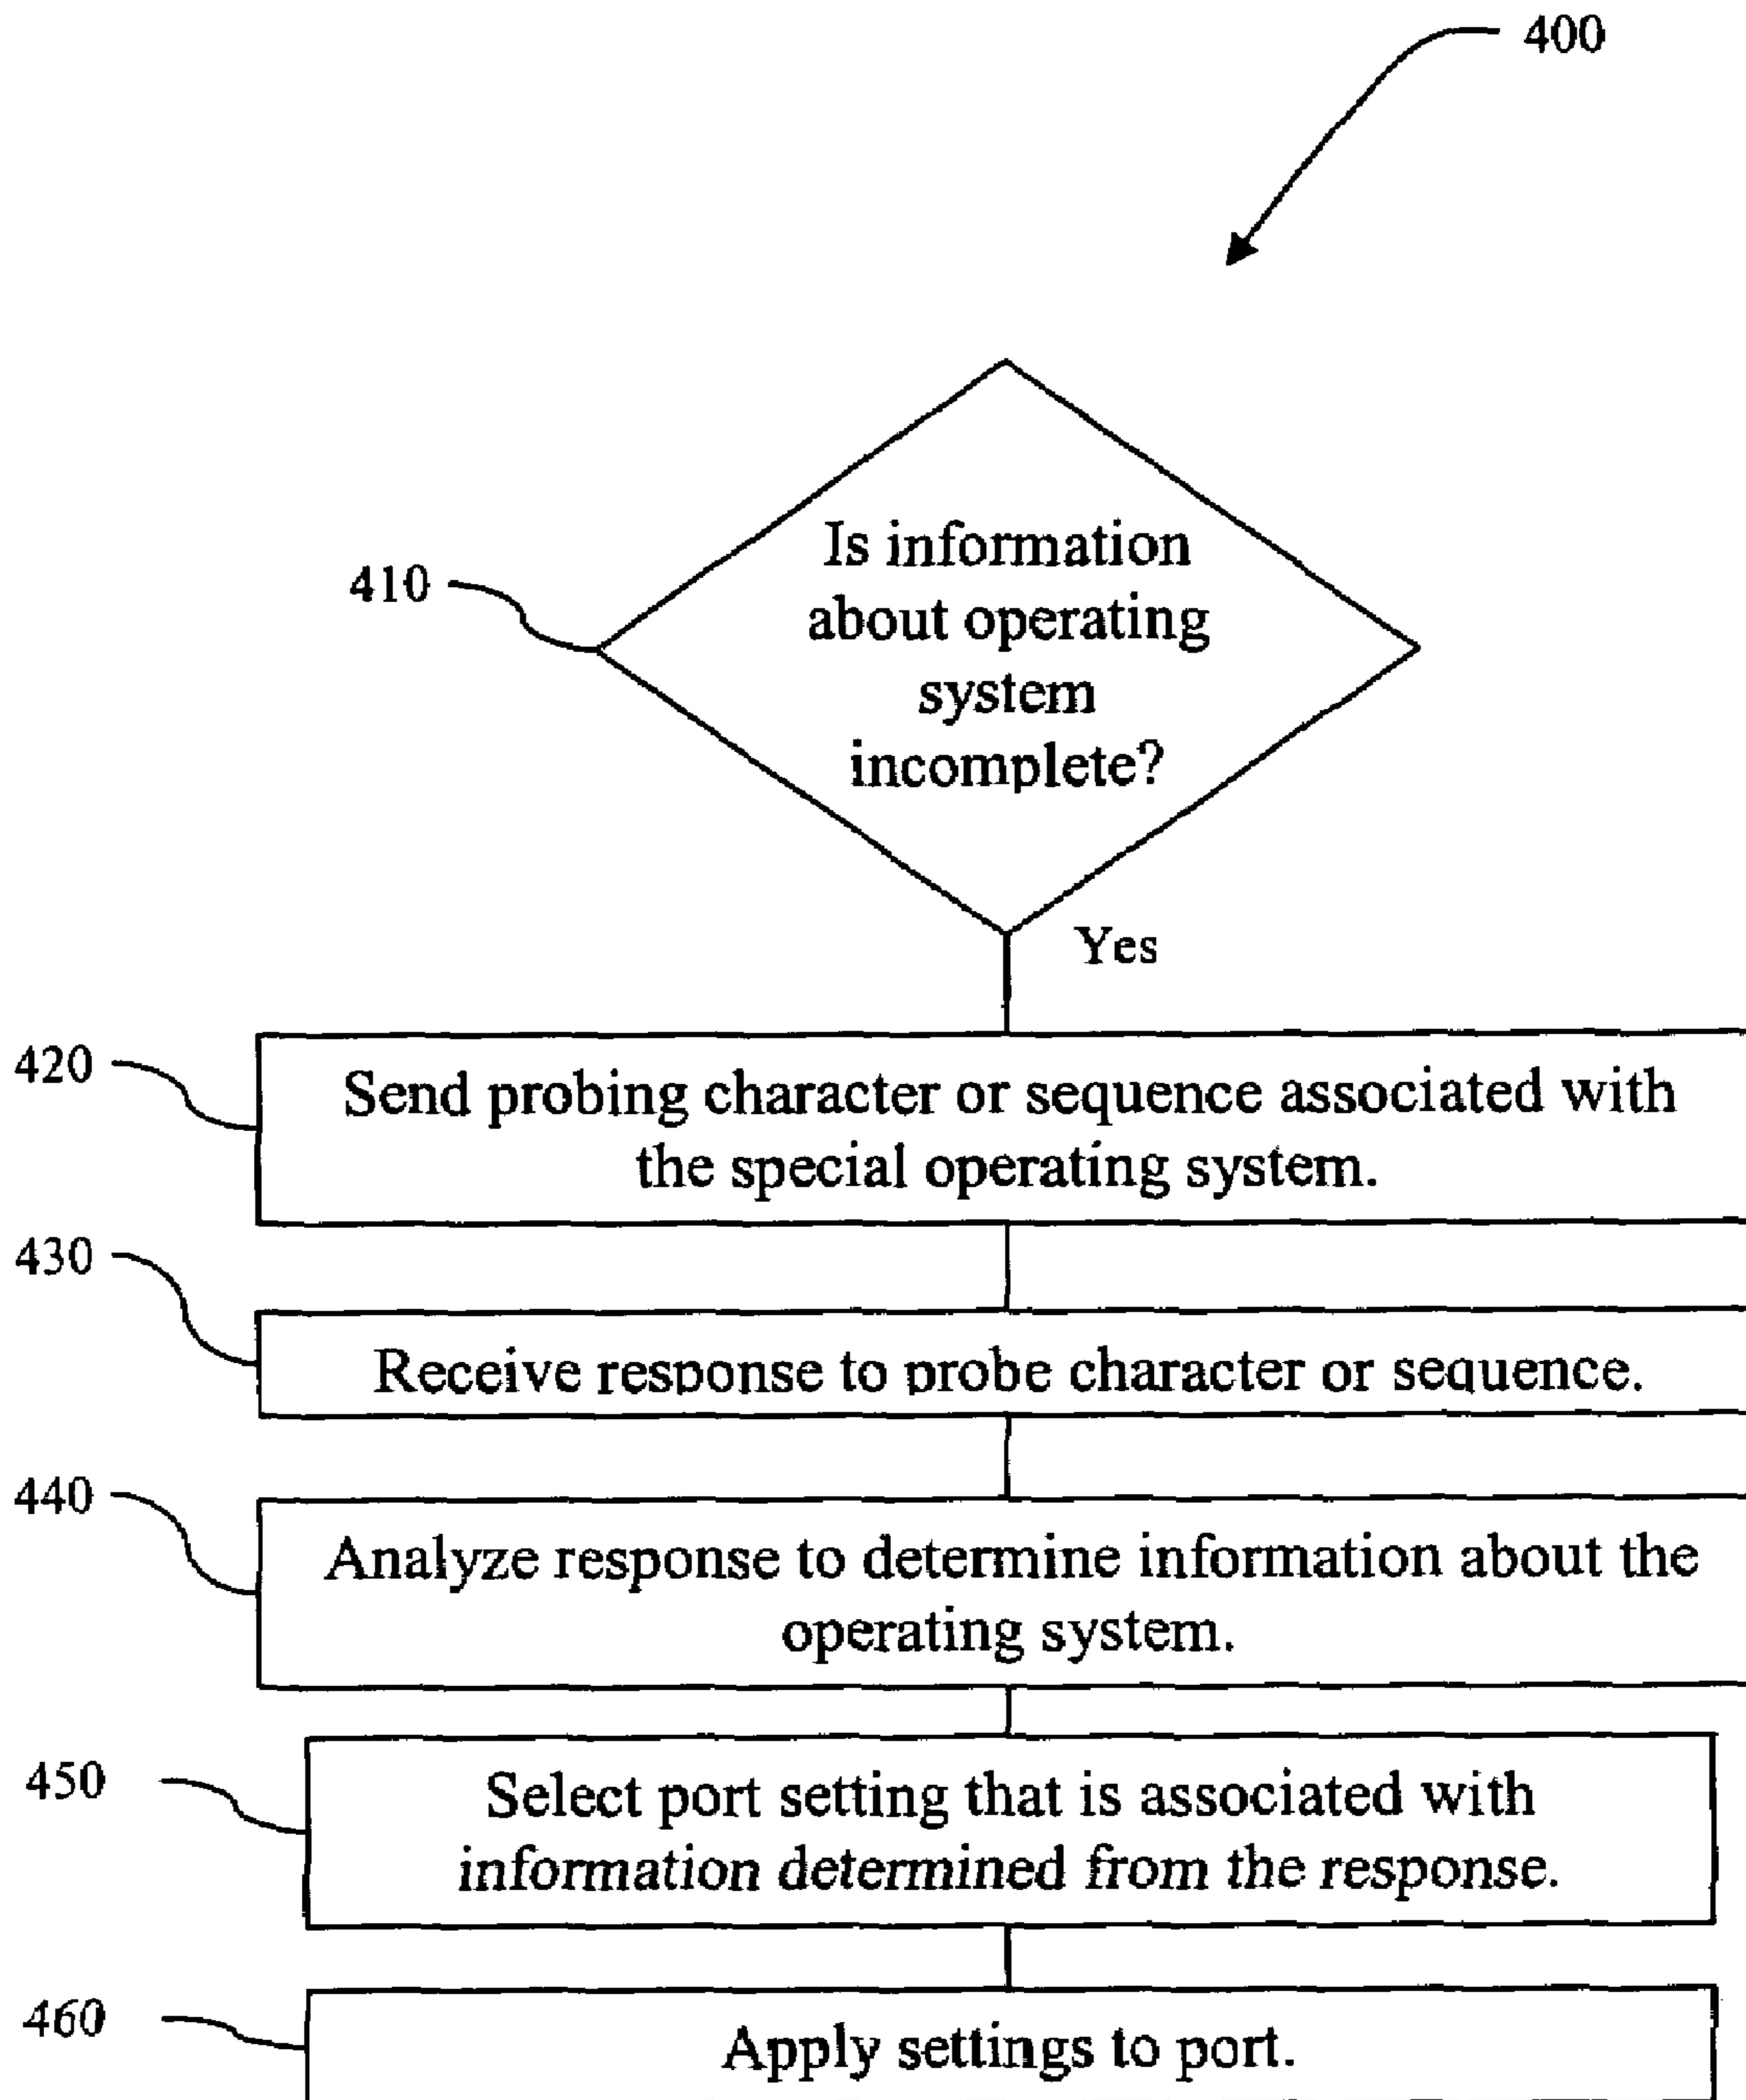 400
410
Is information
about operating
system
incomplete?
Yes
420
Send probing character or sequence associated with
the special operating system.
430
Receive response to probe character or sequence.
440
Analyze response to determine information about the
operating system.
450
Select port setting that is associated with
information determined from the response.
460
Apply settings to port.